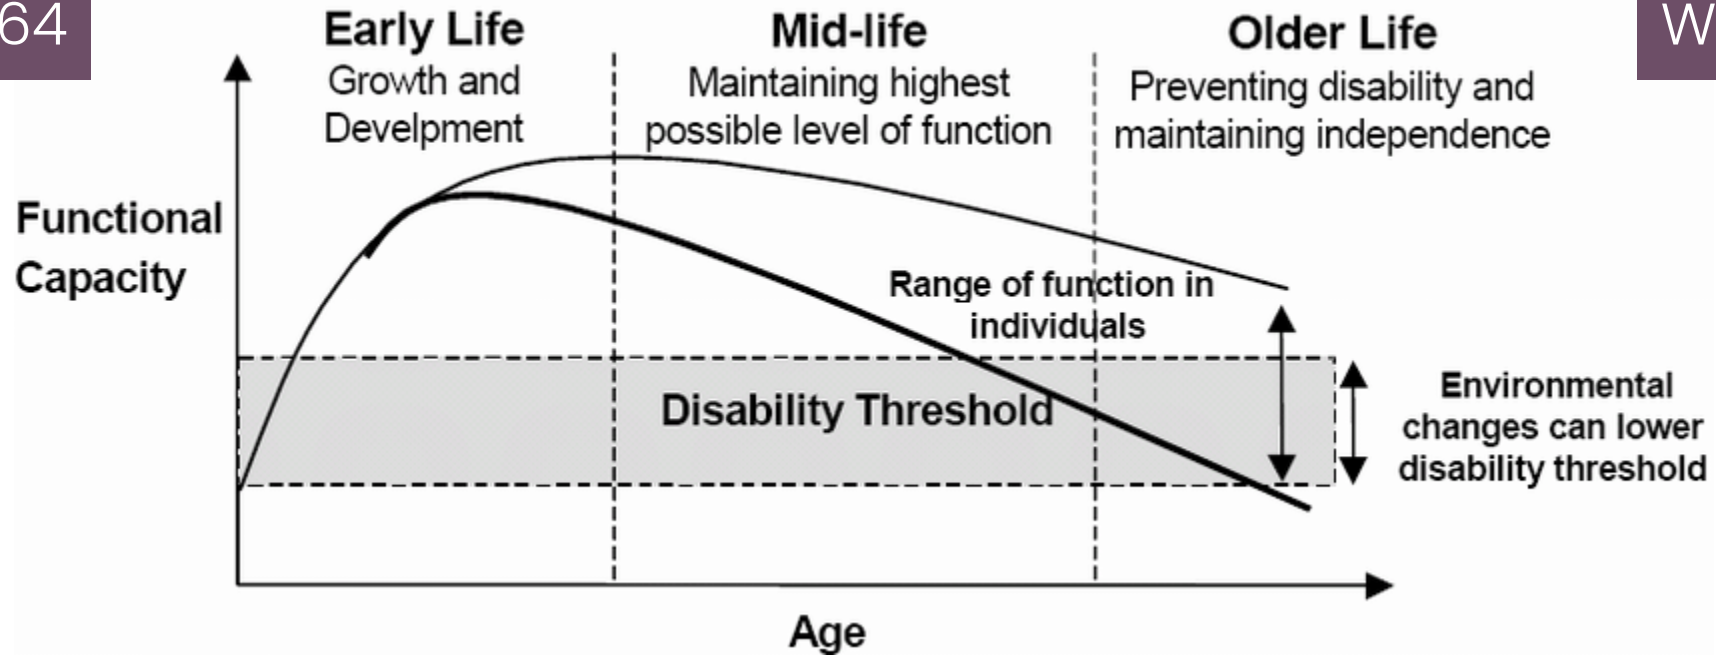 64
W
Early Life
Growth and
Develpment
Mid-life
Maintaining highest
possible level of function
Older Life
Preventing disability and
maintaining independence
Functional
Capacity
Range of function in
individuals
Disability Threshold
Environmental
changes can lower
disability threshold
Age